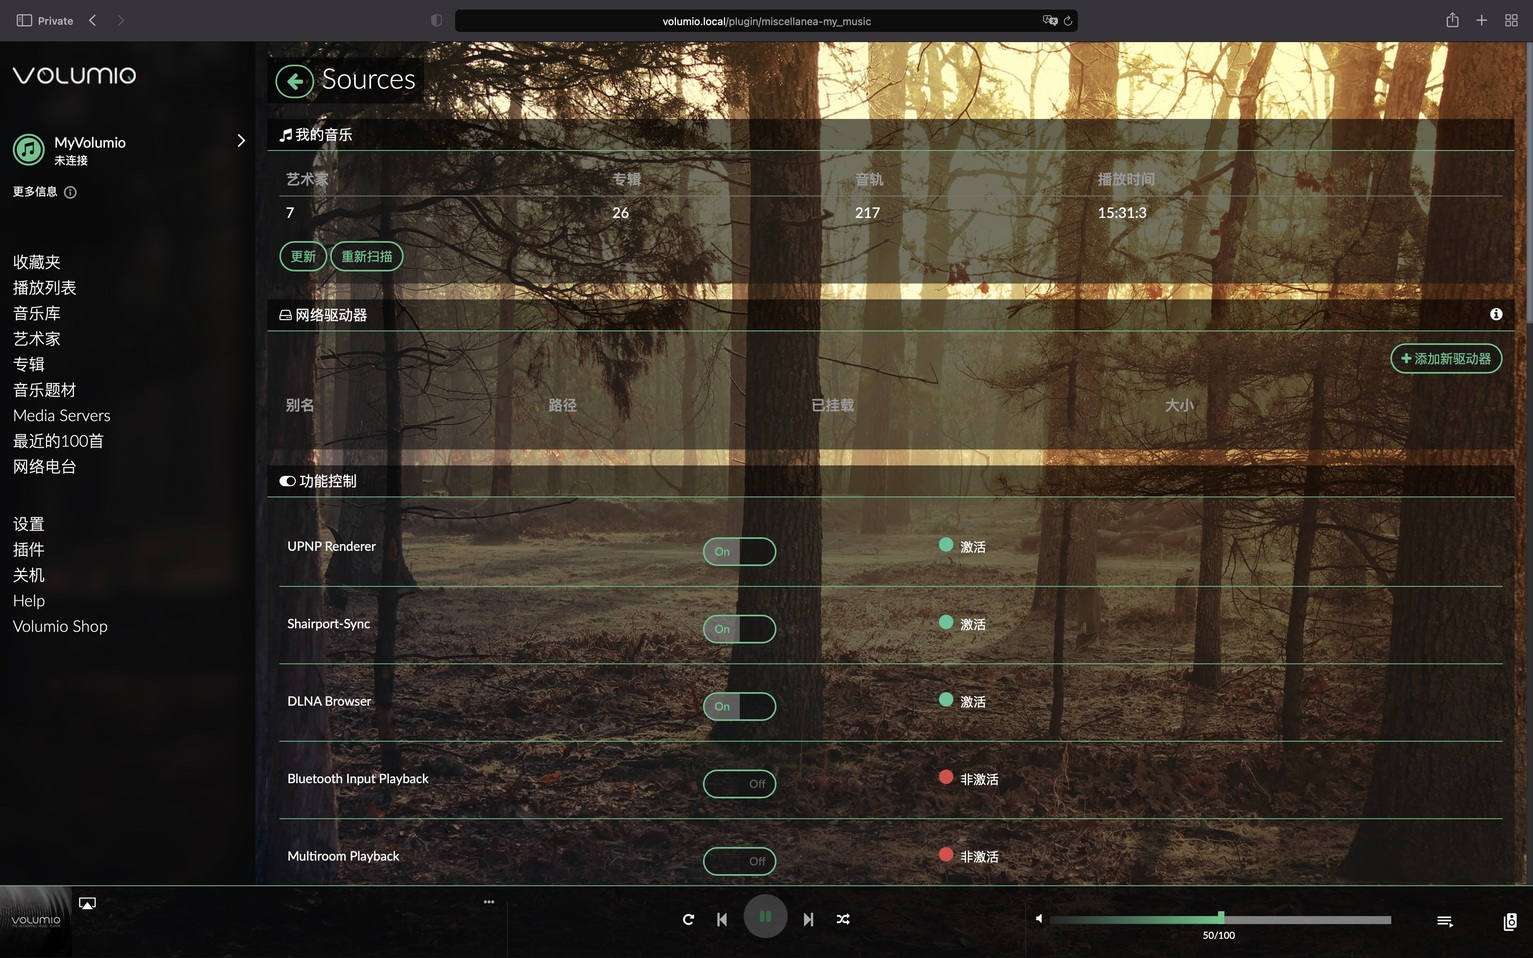 Private
volumio.local/plugin/miscellanea-my_music
VOLUMIO
MyVolumio
未连接
更多信息
收藏夹
播放列表
音乐库
艺术家
专辑
音乐题材
Media Servers
最近的100首
网络电台
设置
插件
关机
Help
Volumio Shop
Sources
我的音乐
艺术家 专辑 音轨 播放时间
7 26 217 15:31:3
更新 重新扫描
网络驱动器
添加新驱动器
别名 路径 已挂载 大小
功能控制
UPNP Renderer On 激活
Shairport-Sync On 激活
DLNA Browser On 激活
Bluetooth Input Playback Off 非激活
Multiroom Playback Off 非激活
VOLUMIO
50/100